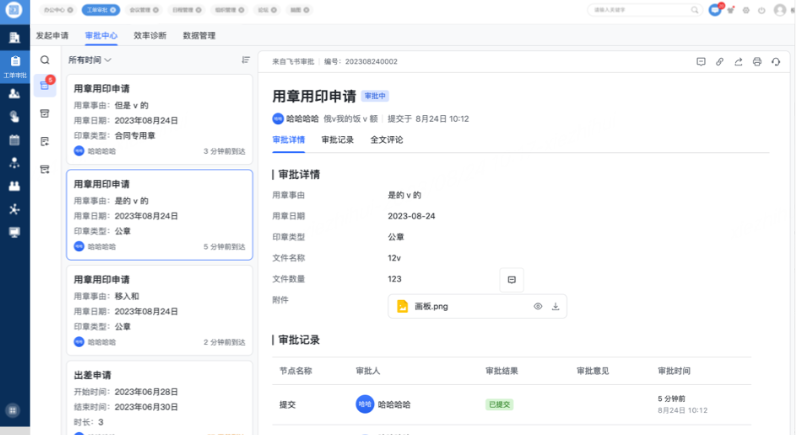 办公中心
工单审批
会议管理
日程管理
组织管理
论坛
画图
请输入关键字
发起申请 审批中心 效率诊断 数据管理
工单审批
所有时间
5
用章用印申请
用章事由：但是 v 的
用章日期：2023年08月24日
印章类型：合同专用章
哈哈哈哈 3 分钟前到达
用章用印申请
用章事由：是的 v 的
用章日期：2023年08月24日
印章类型：公章
哈哈哈哈 5 分钟前到达
用章用印申请
用章事由：移入和
用章日期：2023年08月24日
印章类型：公章
哈哈哈哈 2 分钟前到达
出差申请
开始时间：2023年06月28日
结束时间：2023年06月30日
时长：3
来自飞书审批 | 编号：202308240002
用章用印申请 审批中
哈哈哈哈 俄v我的饭 v 额 | 提交于 8月24日 10:12
审批详情 审批记录 全文评论
审批详情
用章事由 是的 v 的
用章日期 2023-08-24
印章类型 公章
文件名称 12v
文件数量 123
附件 画板.png
审批记录
节点名称 审批人 审批结果 审批意见 审批时间
提交 哈哈 哈哈哈哈 已提交 5 分钟前
8月24日 10:12